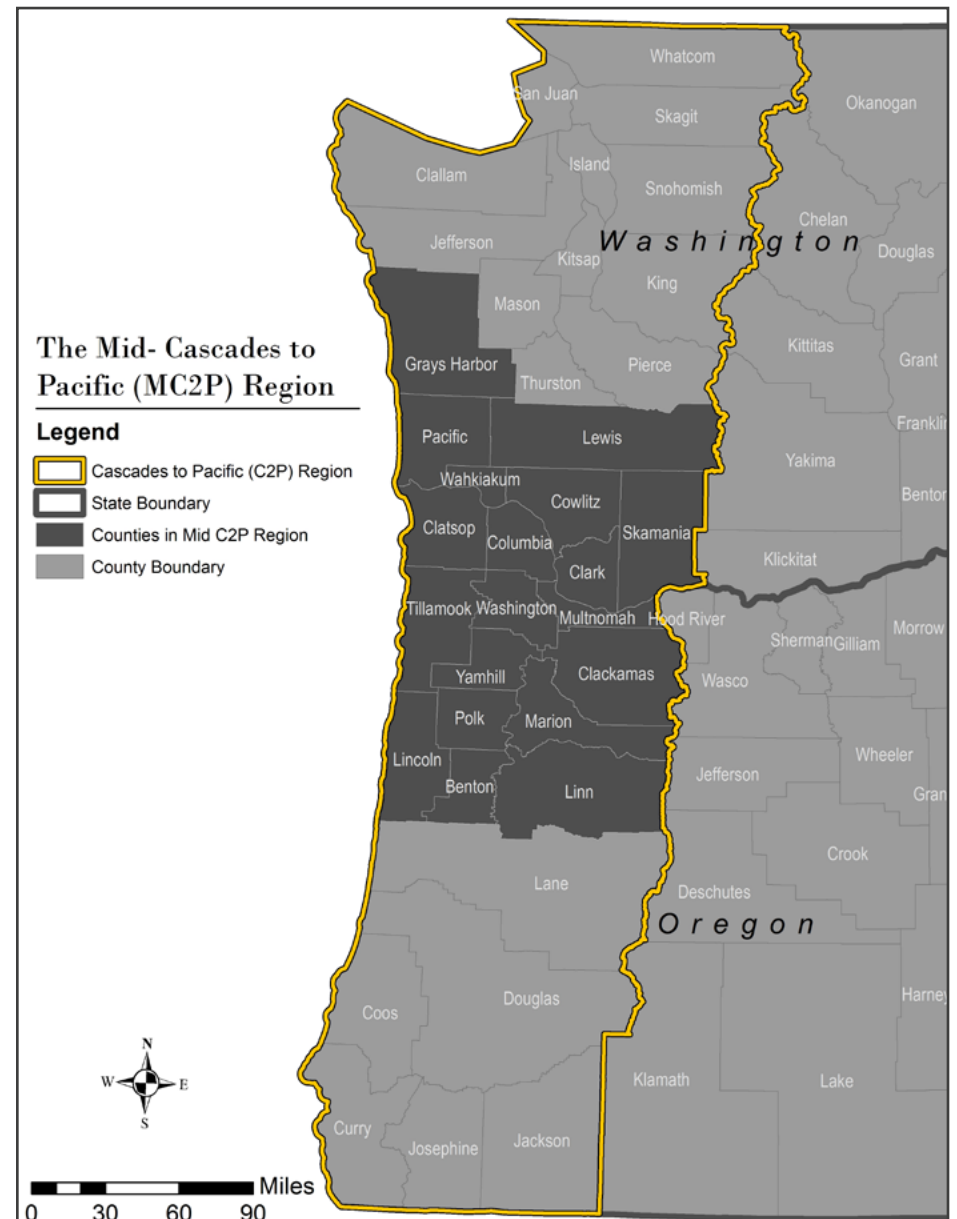 Whatcom
San Juan
Okanogan
Skagit
Island
Clallam
Snohomish
Chelan
Washington
Jefferson
Douglas
Kitsap
King
Mason
The Mid- Cascades to
Pacific (MC2P) Region
Kittitas
Grays Harbor
Pierce
Grant
Thurston
Legend
Franklin
Pacific
Lewis
Yakima
Cascades to Pacific (C2P) Region
Wahkiakum
Benton
State Boundary
Cowlitz
Counties in Mid C2P Region
Clatsop
Columbia
Skamania
County Boundary
Clark
Klickitat
Tillamook
Washington
Multnomah
Hood River
Sherman
Gilliam
Morrow
Yamhill
Clackamas
Wasco
Polk
Marion
Lincoln
Wheeler
Jefferson
Benton
Linn
Gran
Crook
Lane
Deschutes
Oregon
Douglas
Harney
Coos
N
W
E
S
Klamath
Lake
Curry
Josephine
Jackson
Miles
0 30 60 90